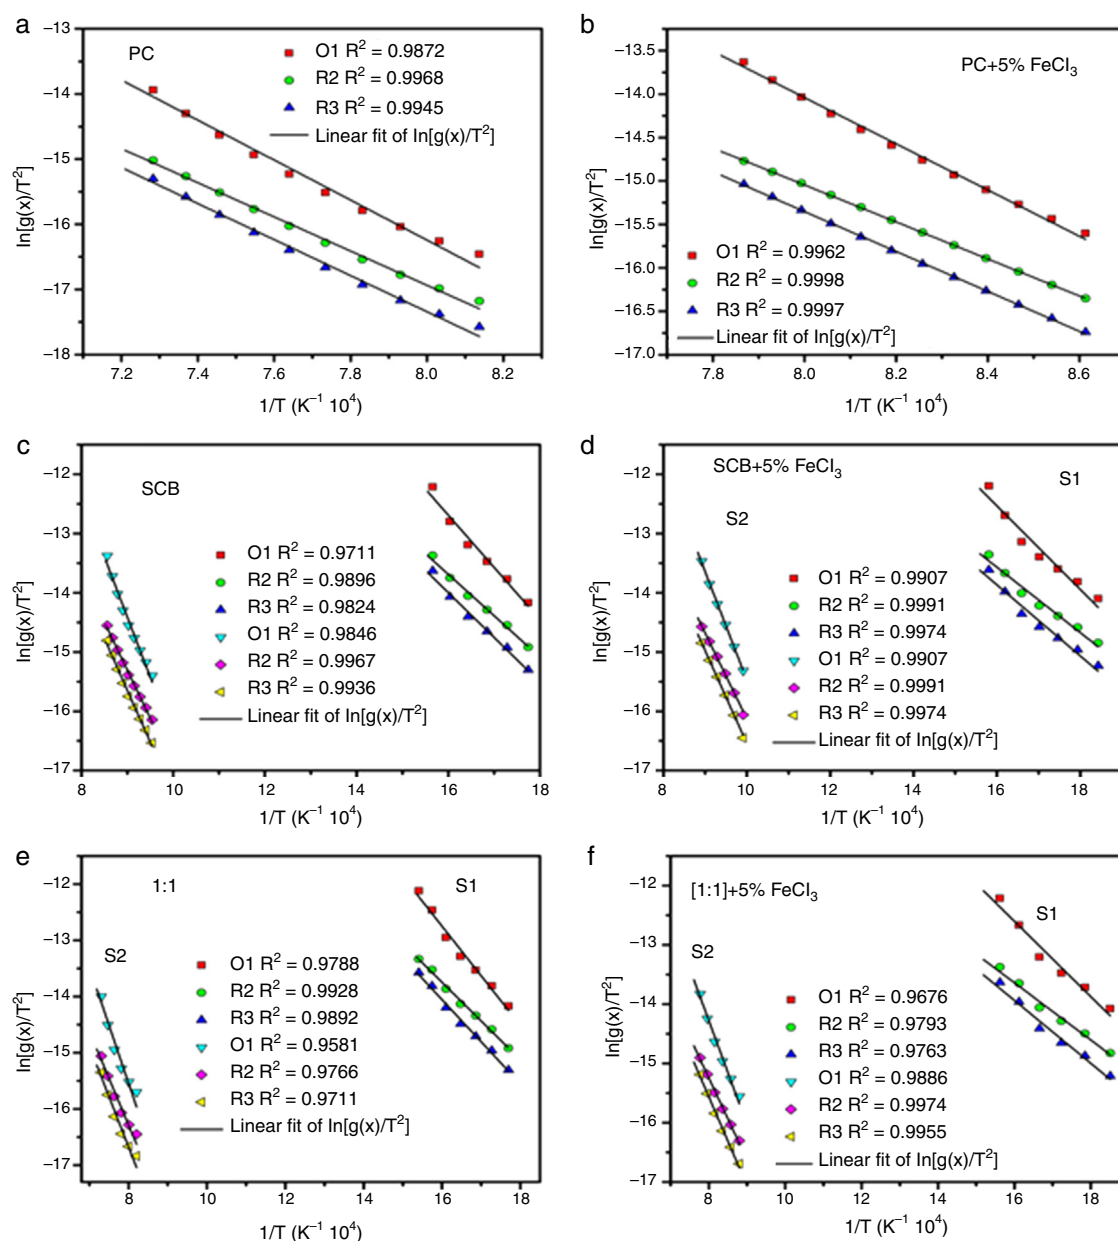 a
PC
O1 R² = 0.9872
R2 R² = 0.9968
R3 R² = 0.9945
Linear fit of In[g(x)/T²]
ln[g(x)/T²]
−13
−14
−15
−16
−17
−18
7.2 7.4 7.6 7.8 8.0 8.2
1/T (K⁻¹ 10⁴)
b
PC+5% FeCl₃
O1 R² = 0.9962
R2 R² = 0.9998
R3 R² = 0.9997
Linear fit of In[g(x)/T²]
ln[g(x)/T²]
−13.5
−14.0
−14.5
−15.0
−15.5
−16.0
−16.5
−17.0
7.8 8.0 8.2 8.4 8.6
1/T (K⁻¹ 10⁴)
c
SCB
O1 R² = 0.9711
R2 R² = 0.9896
R3 R² = 0.9824
O1 R² = 0.9846
R2 R² = 0.9967
R3 R² = 0.9936
Linear fit of In[g(x)/T²]
ln[g(x)/T²]
−12
−13
−14
−15
−16
−17
8 10 12 14 16 18
1/T (K⁻¹ 10⁴)
d
SCB+5% FeCl₃
S1
S2
O1 R² = 0.9907
R2 R² = 0.9991
R3 R² = 0.9974
O1 R² = 0.9907
R2 R² = 0.9991
R3 R² = 0.9974
Linear fit of In[g(x)/T²]
ln[g(x)/T²]
−12
−13
−14
−15
−16
−17
8 10 12 14 16 18
1/T (K⁻¹ 10⁴)
e
1:1
S1
S2
O1 R² = 0.9788
R2 R² = 0.9928
R3 R² = 0.9892
O1 R² = 0.9581
R2 R² = 0.9766
R3 R² = 0.9711
Linear fit of In[g(x)/T²]
ln[g(x)/T²]
−12
−13
−14
−15
−16
−17
8 10 12 14 16 18
1/T (K⁻¹ 10⁴)
f
[1:1]+5% FeCl₃
S1
S2
O1 R² = 0.9676
R2 R² = 0.9793
R3 R² = 0.9763
O1 R² = 0.9886
R2 R² = 0.9974
R3 R² = 0.9955
Linear fit of In[g(x)/T²]
ln[g(x)/T²]
−12
−13
−14
−15
−16
−17
8 10 12 14 16 18
1/T (K⁻¹ 10⁴)